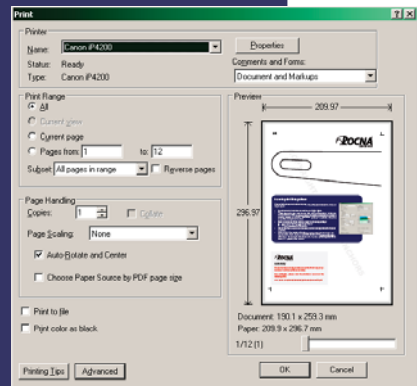 Print
Printer
Name: Canon iP4200
Properties
Status: Ready
Comments and Forms:
Type: Canon iP4200
Document and Markups
Print Range
All
Current view
Current page
Pages from: 1 to: 12
Subset: All pages in range
Reverse pages
Page Handling
Copies: 1
Collate
Page Scaling: None
Auto-Rotate and Center
Choose Paper Source by PDF page size
Print to file
Print color as black
Preview
209.97
296.97
ROCNA
Document: 190.1 x 259.3 mm
Paper: 209.9 x 296.7 mm
1/12 (1)
Printing Tips
Advanced
OK
Cancel